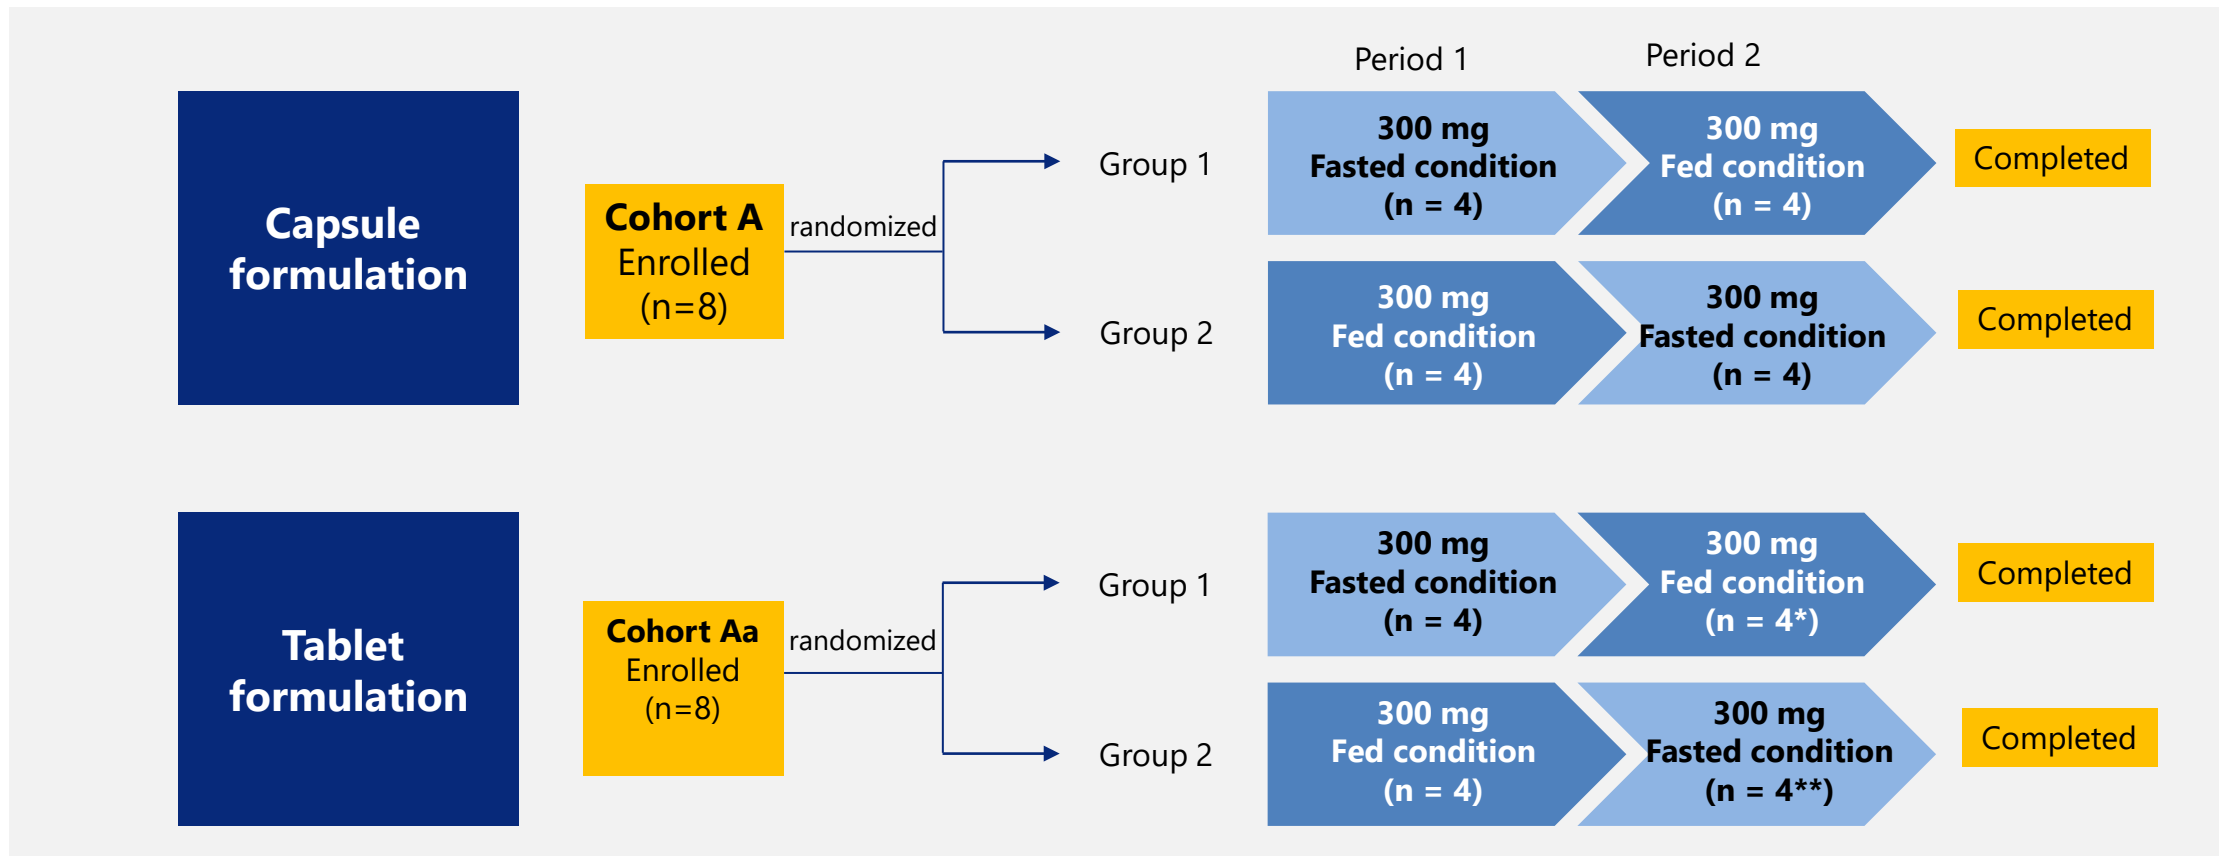 Period 1
Period 2
Capsule
formulation
Cohort A
Enrolled
(n=8)
randomized
Group 1
300 mg
Fasted condition
(n = 4)
300 mg
Fed condition
(n = 4)
Completed
Group 2
300 mg
Fed condition
(n = 4)
300 mg
Fasted condition
(n = 4)
Completed
Tablet
formulation
Cohort Aa
Enrolled
(n=8)
randomized
Group 1
300 mg
Fasted condition
(n = 4)
300 mg
Fed condition
(n = 4*)
Completed
Group 2
300 mg
Fed condition
(n = 4)
300 mg
Fasted condition
(n = 4**)
Completed